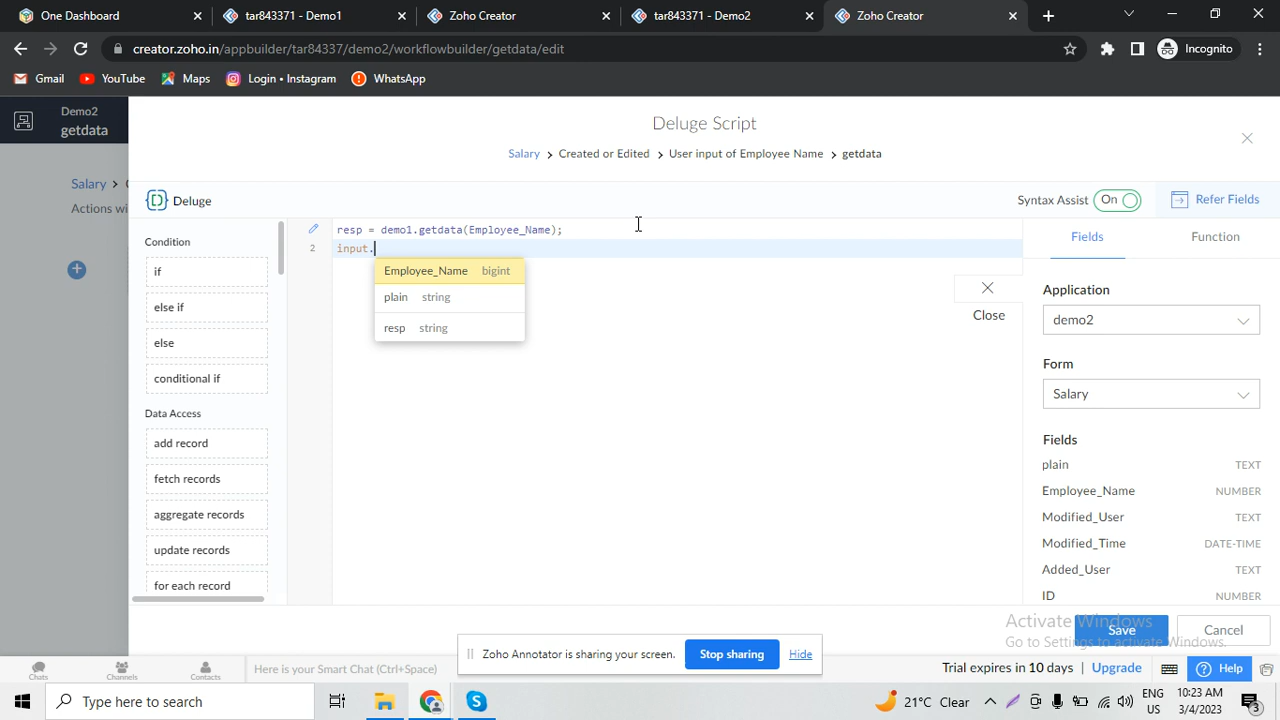 Domain
tar843371 - Demo1
Zoho Creator
tar843371 - Demo2
Zoho Creator
creator.zoho.in/appbuilder/tar84337/demo2/workflowbuilder/getdata/edit
Incognito
Gmail
YouTube
Maps
Login • Instagram
WhatsApp
Demo2
getdata
Deluge Script
Salary > Created or Edited > User input of Employee Name > getdata
Salary >
Actions wi
Deluge
Syntax Assist On
Refer Fields
Condition
if
else if
else
conditional if
Data Access
add record
fetch records
aggregate records
update records
for each record
resp = demo1.getdata(Employee_Name);
2 input.
Employee_Name bigint
plain string
resp string
Close
Fields
Function
Application
demo2
Form
Salary
Fields
plain TEXT
Employee_Name NUMBER
Modified_User TEXT
Modified_Time DATE-TIME
Added_User TEXT
ID NUMBER
Save
Cancel
Activate Windows
Go to Settings to activate Windows.
Zoho Annotator is sharing your screen.
Stop sharing
Hide
Chats
Channels
Contacts
Here is your Smart Chat (Ctrl+Space)
Trial expires in 10 days
Upgrade
Help
Type here to search
21°C Clear
ENG
US
10:23 AM
3/4/2023
3